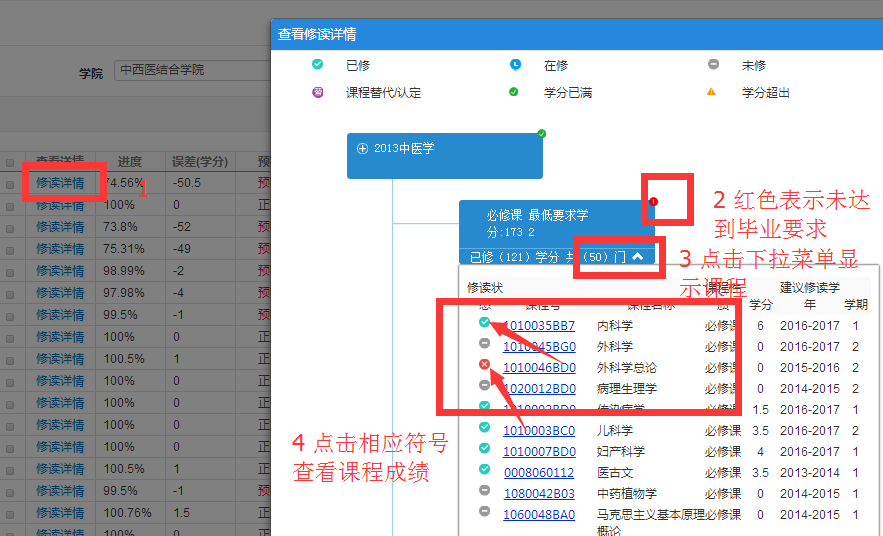 查看修读详情
已修 在修 未修
学院 中西医结合学院
课程替代/认定 学分已满 学分超出
2013中医学
查看详情 进度 误差(学分) 预
修读详情 74.56% -50.5 预
1
修读详情 100% 0 正
修读详情 73.8% -52 预
修读详情 75.31% -49 预
修读详情 98.99% -2 预
修读详情 97.98% -4 预
修读详情 99.5% -1 预
修读详情 100% 0 正
修读详情 100.5% 1 正
修读详情 100% 0 正
修读详情 100% 0 正
修读详情 100% 0 正
修读详情 100% 0 正
修读详情 100.5% 1 正
修读详情 99.5% -1 预
修读详情 100.76% 1.5 正
修读详情 100% 0 正
2 红色表示未达
到毕业要求
必修课 最低要求学
分:173 2
已修（121）学分 共（50）门
3 点击下拉菜单显
示课程
修读状态 课程号 课程名称 课程性质 学分 建议修读学年 学期
1010035BB7 内科学 必修课 6 2016-2017 1
1010045BG0 外科学 必修课 0 2016-2017 2
1010046BD0 外科学总论 必修课 0 2015-2016 2
1020012BD0 病理生理学 必修课 0 2014-2015 2
传染病学 必修课 1.5 2016-2017 1
1010003BC0 儿科学 必修课 3.5 2016-2017 2
1010007BD0 妇产科学 必修课 4 2016-2017 1
0008060112 医古文 必修课 3.5 2013-2014 1
1080042B03 中药植物学 必修课 0 2014-2015 1
1060048BA0 马克思主义基本原理概论 必修课 0 2014-2015 1
4 点击相应符号
查看课程成绩